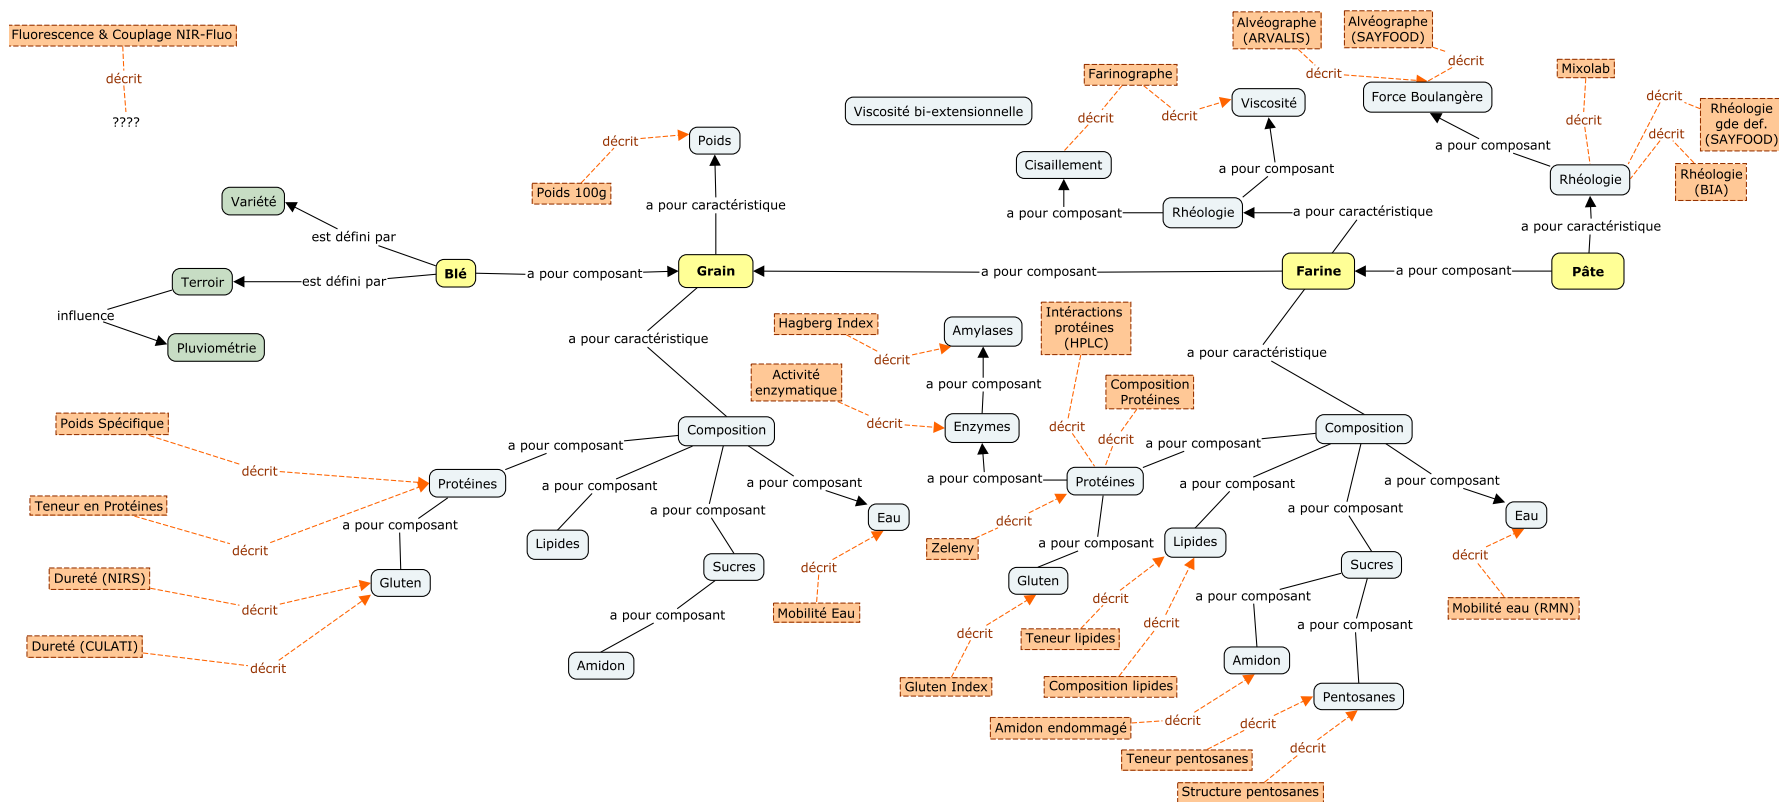 Fluorescence & Couplage NIR-Fluo
décrit
????
Alvéographe
(ARVALIS)
Alvéographe
(SAYFOOD)
décrit
décrit
Farinographe
décrit
décrit
Viscosité
Force Boulangère
Mixolab
décrit
décrit
Rhéologie
gde def.
(SAYFOOD)
décrit
Rhéologie
(BIA)
Viscosité bi-extensionnelle
Poids
décrit
Poids 100g
a pour caractéristique
Cisaillement
a pour composant
a pour composant
Rhéologie
a pour composant
Rhéologie
a pour caractéristique
a pour caractéristique
Variété
est défini par
Terroir
est défini par
influence
Pluviométrie
Blé
a pour composant
Grain
a pour composant
Farine
a pour composant
Pâte
a pour caractéristique
a pour caractéristique
Hagberg Index
décrit
Amylases
a pour composant
Activité
enzymatique
décrit
Enzymes
a pour composant
Intéractions
protéines
(HPLC)
décrit
Composition
Protéines
décrit
Poids Spécifique
décrit
Teneur en Protéines
décrit
Dureté (NIRS)
décrit
Dureté (CULATI)
décrit
Composition
a pour composant
Protéines
a pour composant
Gluten
a pour composant
Lipides
a pour composant
Sucres
a pour composant
Amidon
a pour composant
Eau
décrit
Mobilité Eau
Composition
a pour composant
Protéines
décrit
Zeleny
a pour composant
Gluten
décrit
Gluten Index
a pour composant
Lipides
décrit
Teneur lipides
décrit
Composition lipides
a pour composant
Sucres
a pour composant
Amidon
décrit
Amidon endommagé
a pour composant
Pentosanes
décrit
Teneur pentosanes
décrit
Structure pentosanes
a pour composant
Eau
décrit
Mobilité eau (RMN)